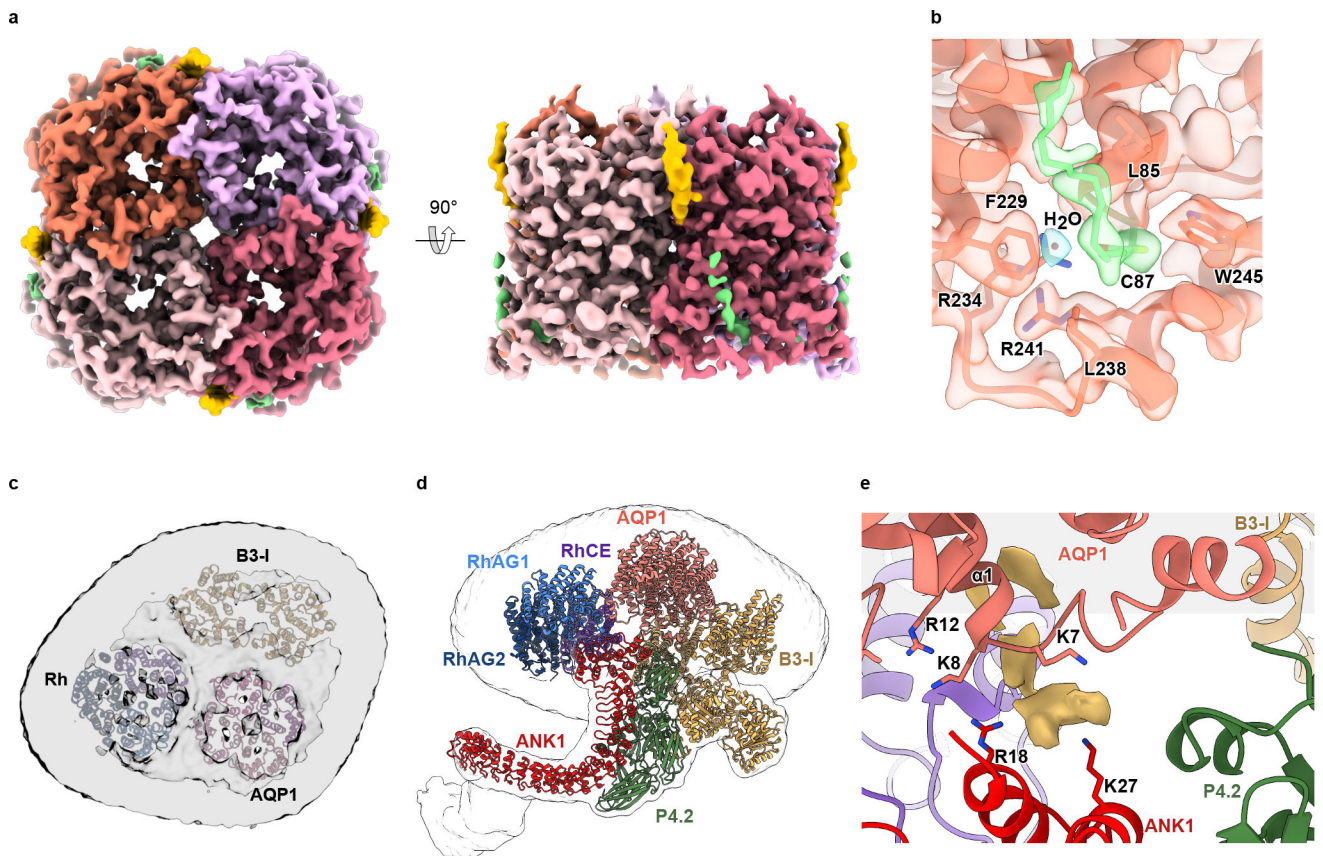 a
90°
b
L85
F229
H₂O
C87
W245
R234
R241
L238
c
B3-I
Rh
AQP1
d
AQP1
RhCE
RhAG1
RhAG2
B3-I
ANK1
P4.2
e
B3-I
AQP1
α1
R12
K7
K8
R18
K27
P4.2
ANK1